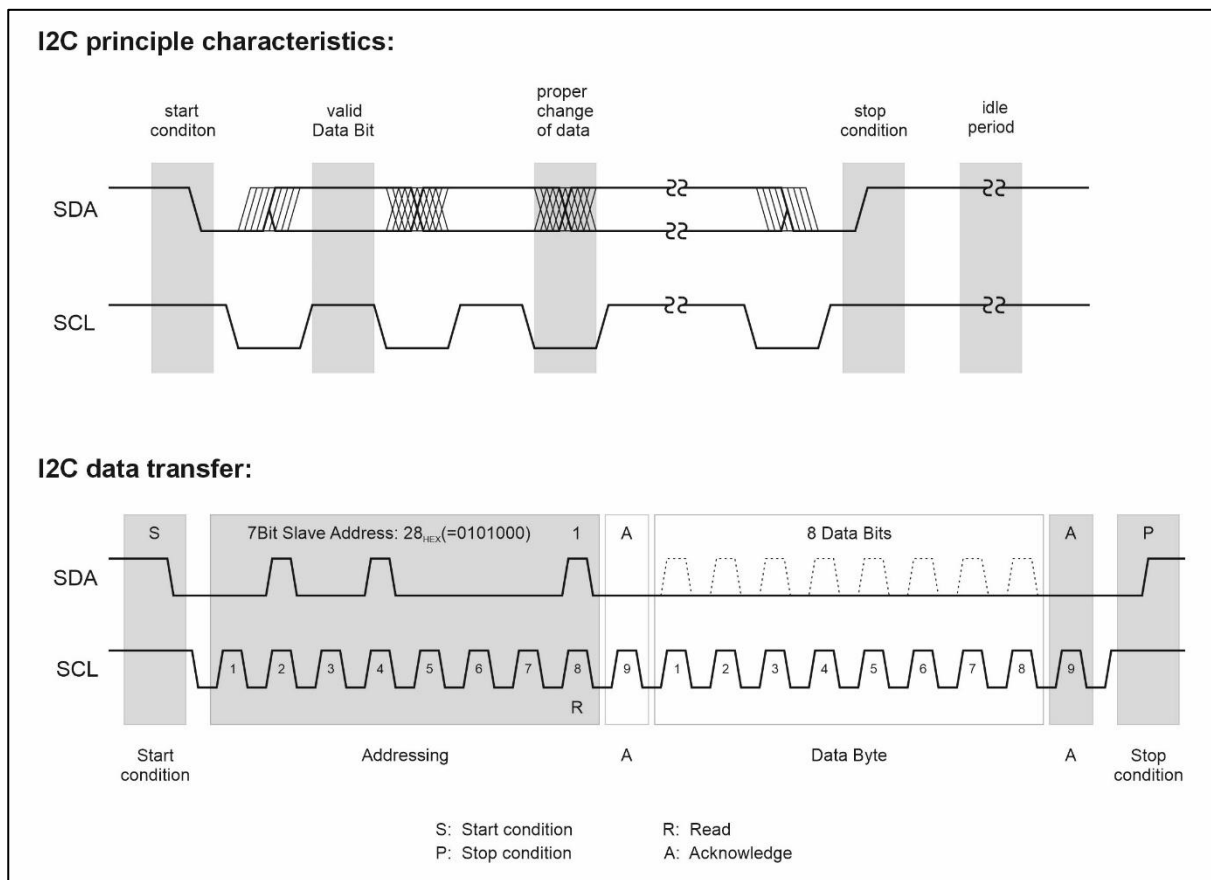 I2C principle characteristics:
start
conditon
valid
Data Bit
proper
change
of data
stop
condition
idle
period
SDA
SCL
I2C data transfer:
S 7Bit Slave Address: 28HEX(=0101000) 1 A 8 Data Bits A P
SDA
SCL 1 2 3 4 5 6 7 8 9 1 2 3 4 5 6 7 8 9
R
Start
condition
Addressing
A
Data Byte
A
Stop
condition
S: Start condition R: Read
P: Stop condition A: Acknowledge